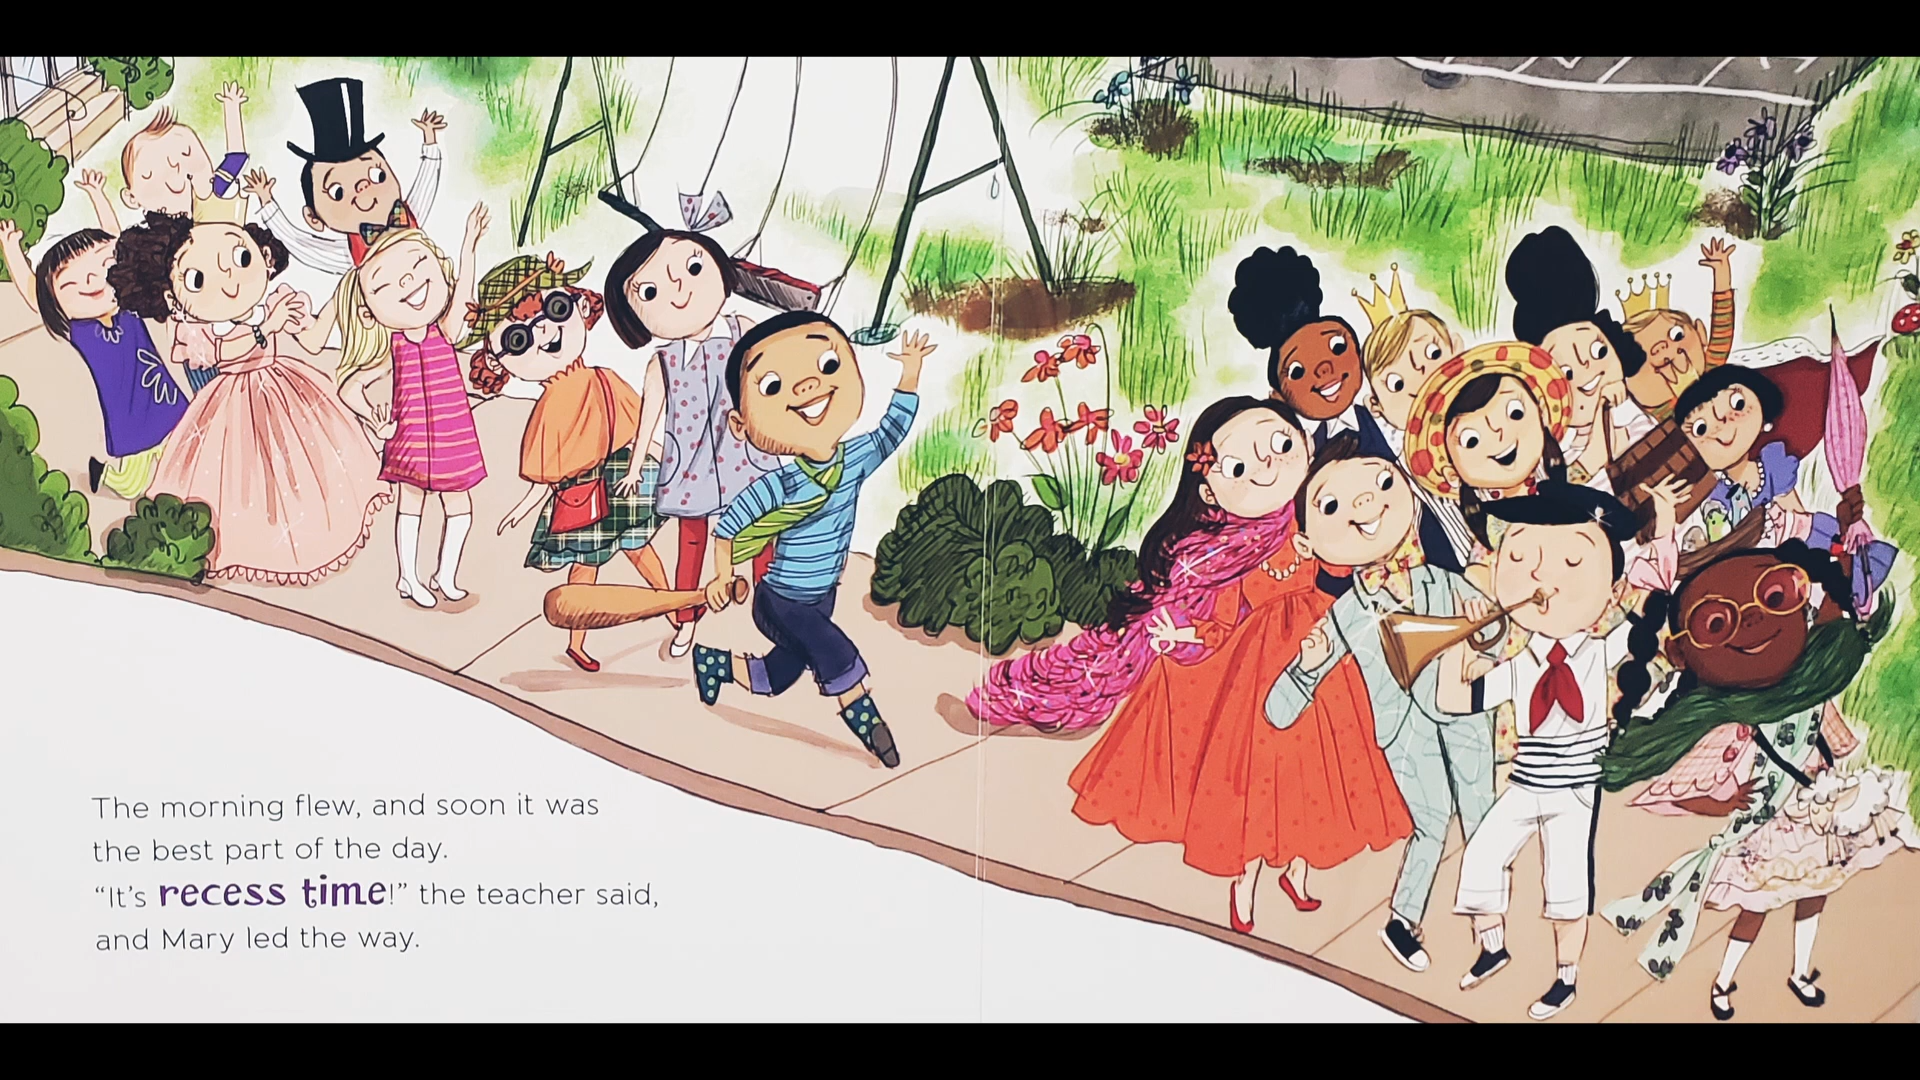 The morning flew, and soon it was
the best part of the day.
“It’s recess time!” the teacher said,
and Mary led the way.